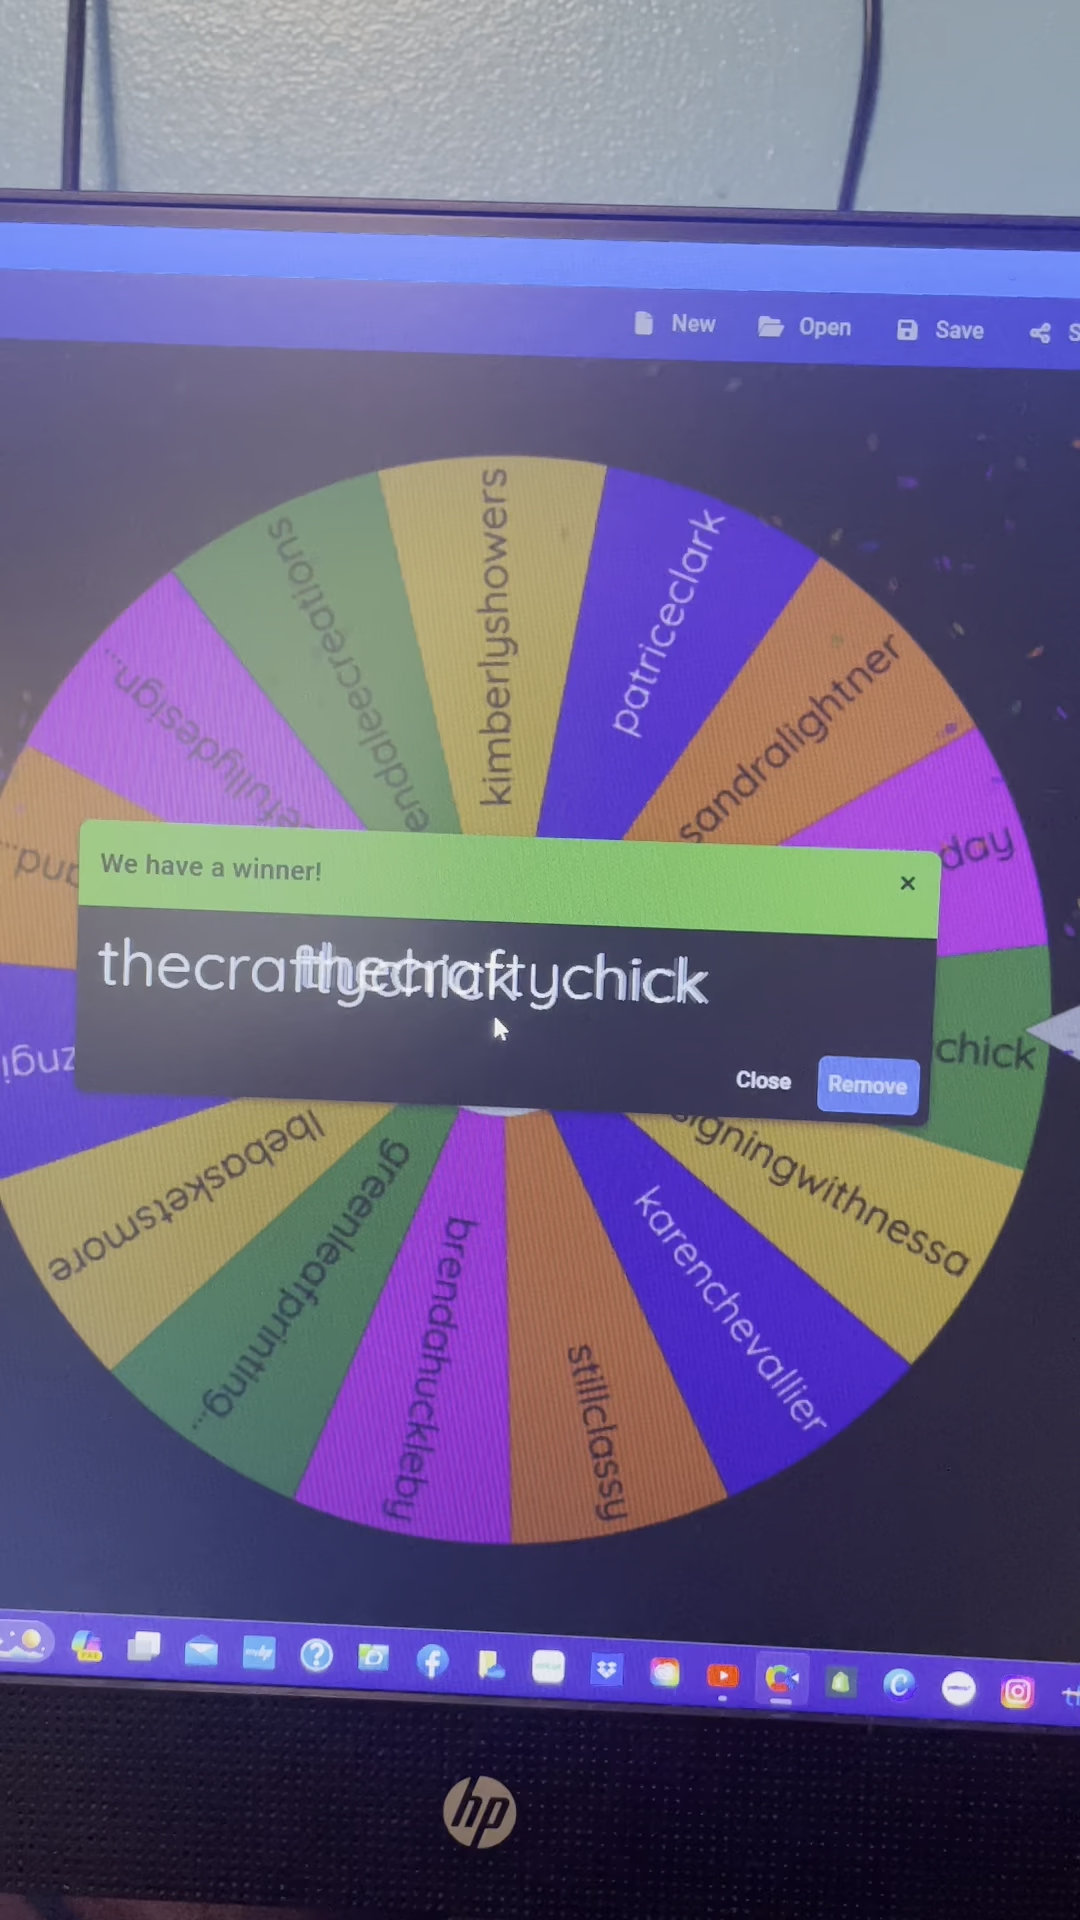 New Open Save
kimberlyshowers
patriceclark
sandralightner
day
We have a winner!
thecraftychick
chick
Close Remove
karenchevallier
stillclassy
brendahuckleby
greenleafprinting...
lbebasketsmore
hp